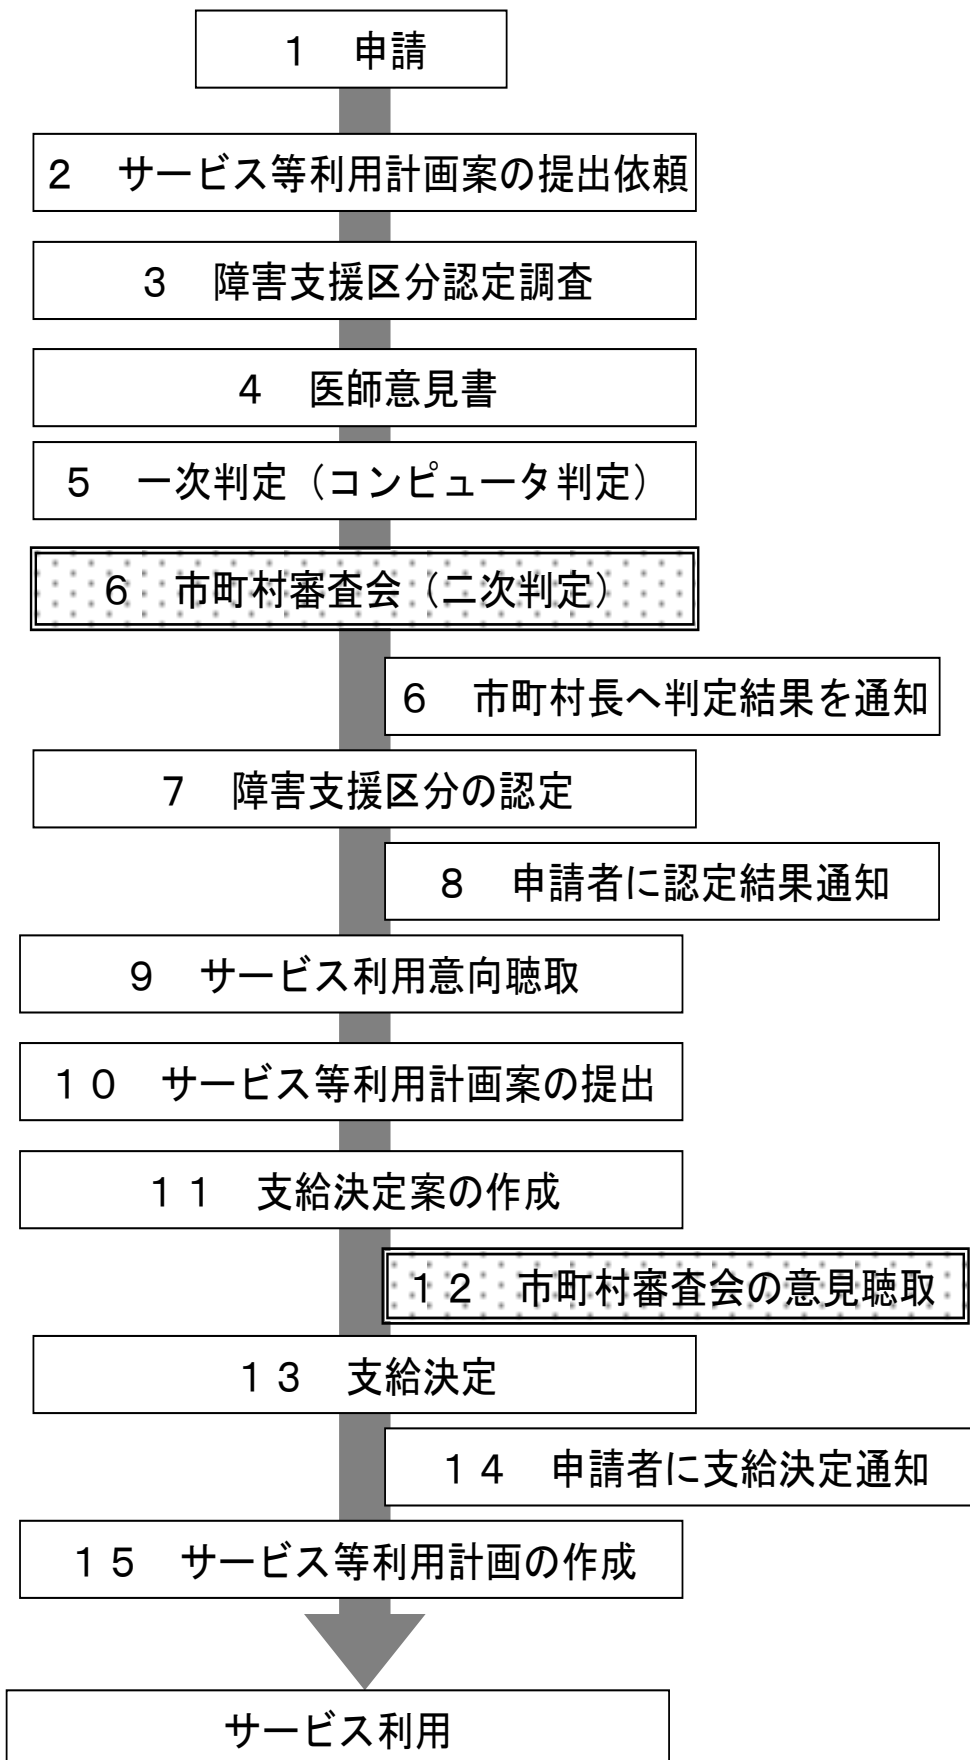 １　申請
２　サービス等利用計画案の提出依頼
３　障害支援区分認定調査
４　医師意見書
５　一次判定（コンピュータ判定）
６　市町村審査会（二次判定）
６　市町村長へ判定結果を通知
７　障害支援区分の認定
８　申請者に認定結果通知
９　サービス利用意向聴取
１０　サービス等利用計画案の提出
１１　支給決定案の作成
１２　市町村審査会の意見聴取
１３　支給決定
１４　申請者に支給決定通知
１５　サービス等利用計画の作成
サービス利用